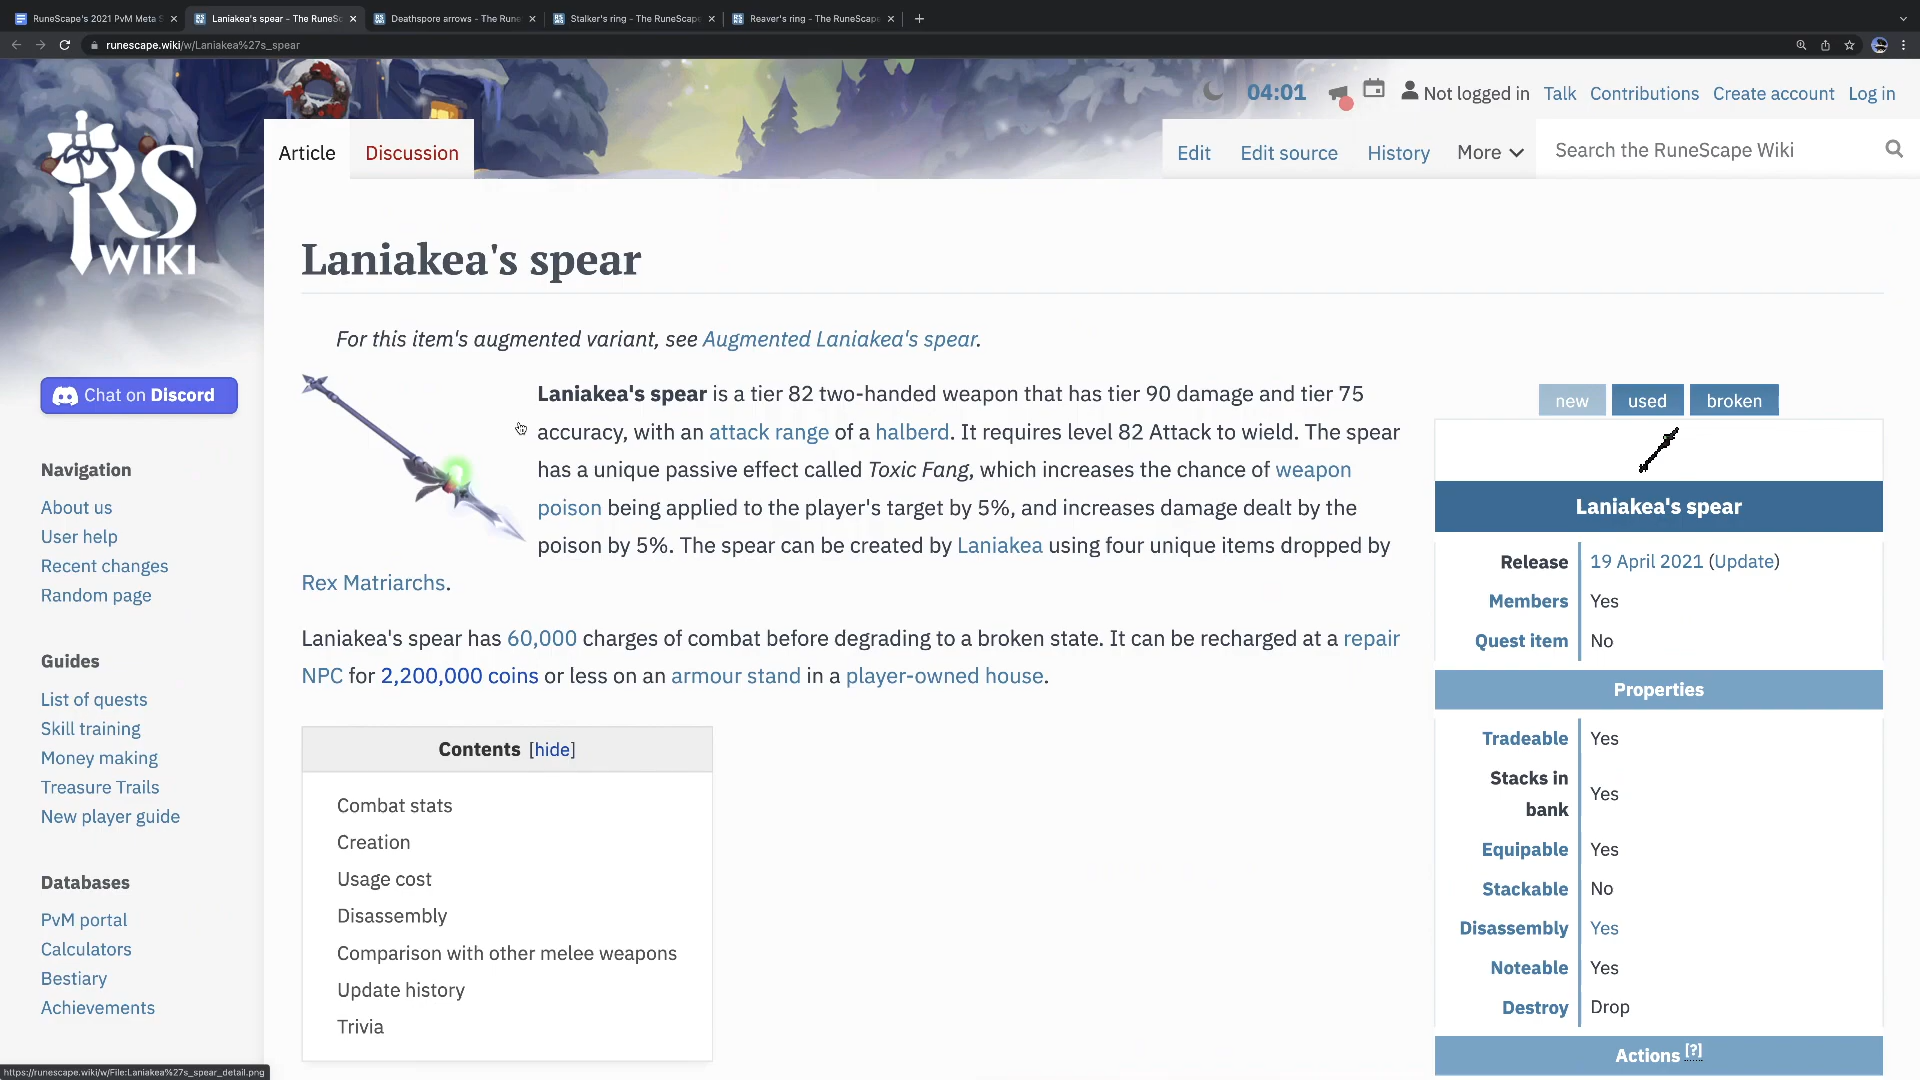 RuneScape's 2021 PvM Meta S
Laniakea's spear - The RuneSc
Deathspore arrows - The Rune
Stalker's ring - The RuneScape
Reaver's ring - The RuneScape
runescape.wiki/w/Laniakea%27s_spear
04:01
Not logged in
Talk
Contributions
Create account
Log in
RS
WIKI
Article
Discussion
Edit
Edit source
History
More
Search the RuneScape Wiki
Laniakea's spear
For this item's augmented variant, see Augmented Laniakea's spear.
Laniakea's spear is a tier 82 two-handed weapon that has tier 90 damage and tier 75
accuracy, with an attack range of a halberd. It requires level 82 Attack to wield. The spear
has a unique passive effect called Toxic Fang, which increases the chance of weapon
poison being applied to the player's target by 5%, and increases damage dealt by the
poison by 5%. The spear can be created by Laniakea using four unique items dropped by
Rex Matriarchs.
Laniakea's spear has 60,000 charges of combat before degrading to a broken state. It can be recharged at a repair
NPC for 2,200,000 coins or less on an armour stand in a player-owned house.
Contents [hide]
Combat stats
Creation
Usage cost
Disassembly
Comparison with other melee weapons
Update history
Trivia
Chat on Discord
Navigation
About us
User help
Recent changes
Random page
Guides
List of quests
Skill training
Money making
Treasure Trails
New player guide
Databases
PvM portal
Calculators
Bestiary
Achievements
new
used
broken
Laniakea's spear
Release 19 April 2021 (Update)
Members Yes
Quest item No
Properties
Tradeable Yes
Stacks in
bank Yes
Equipable Yes
Stackable No
Disassembly Yes
Noteable Yes
Destroy Drop
Actions [?]
https://runescape.wiki/w/File:Laniakea%27s_spear_detail.png